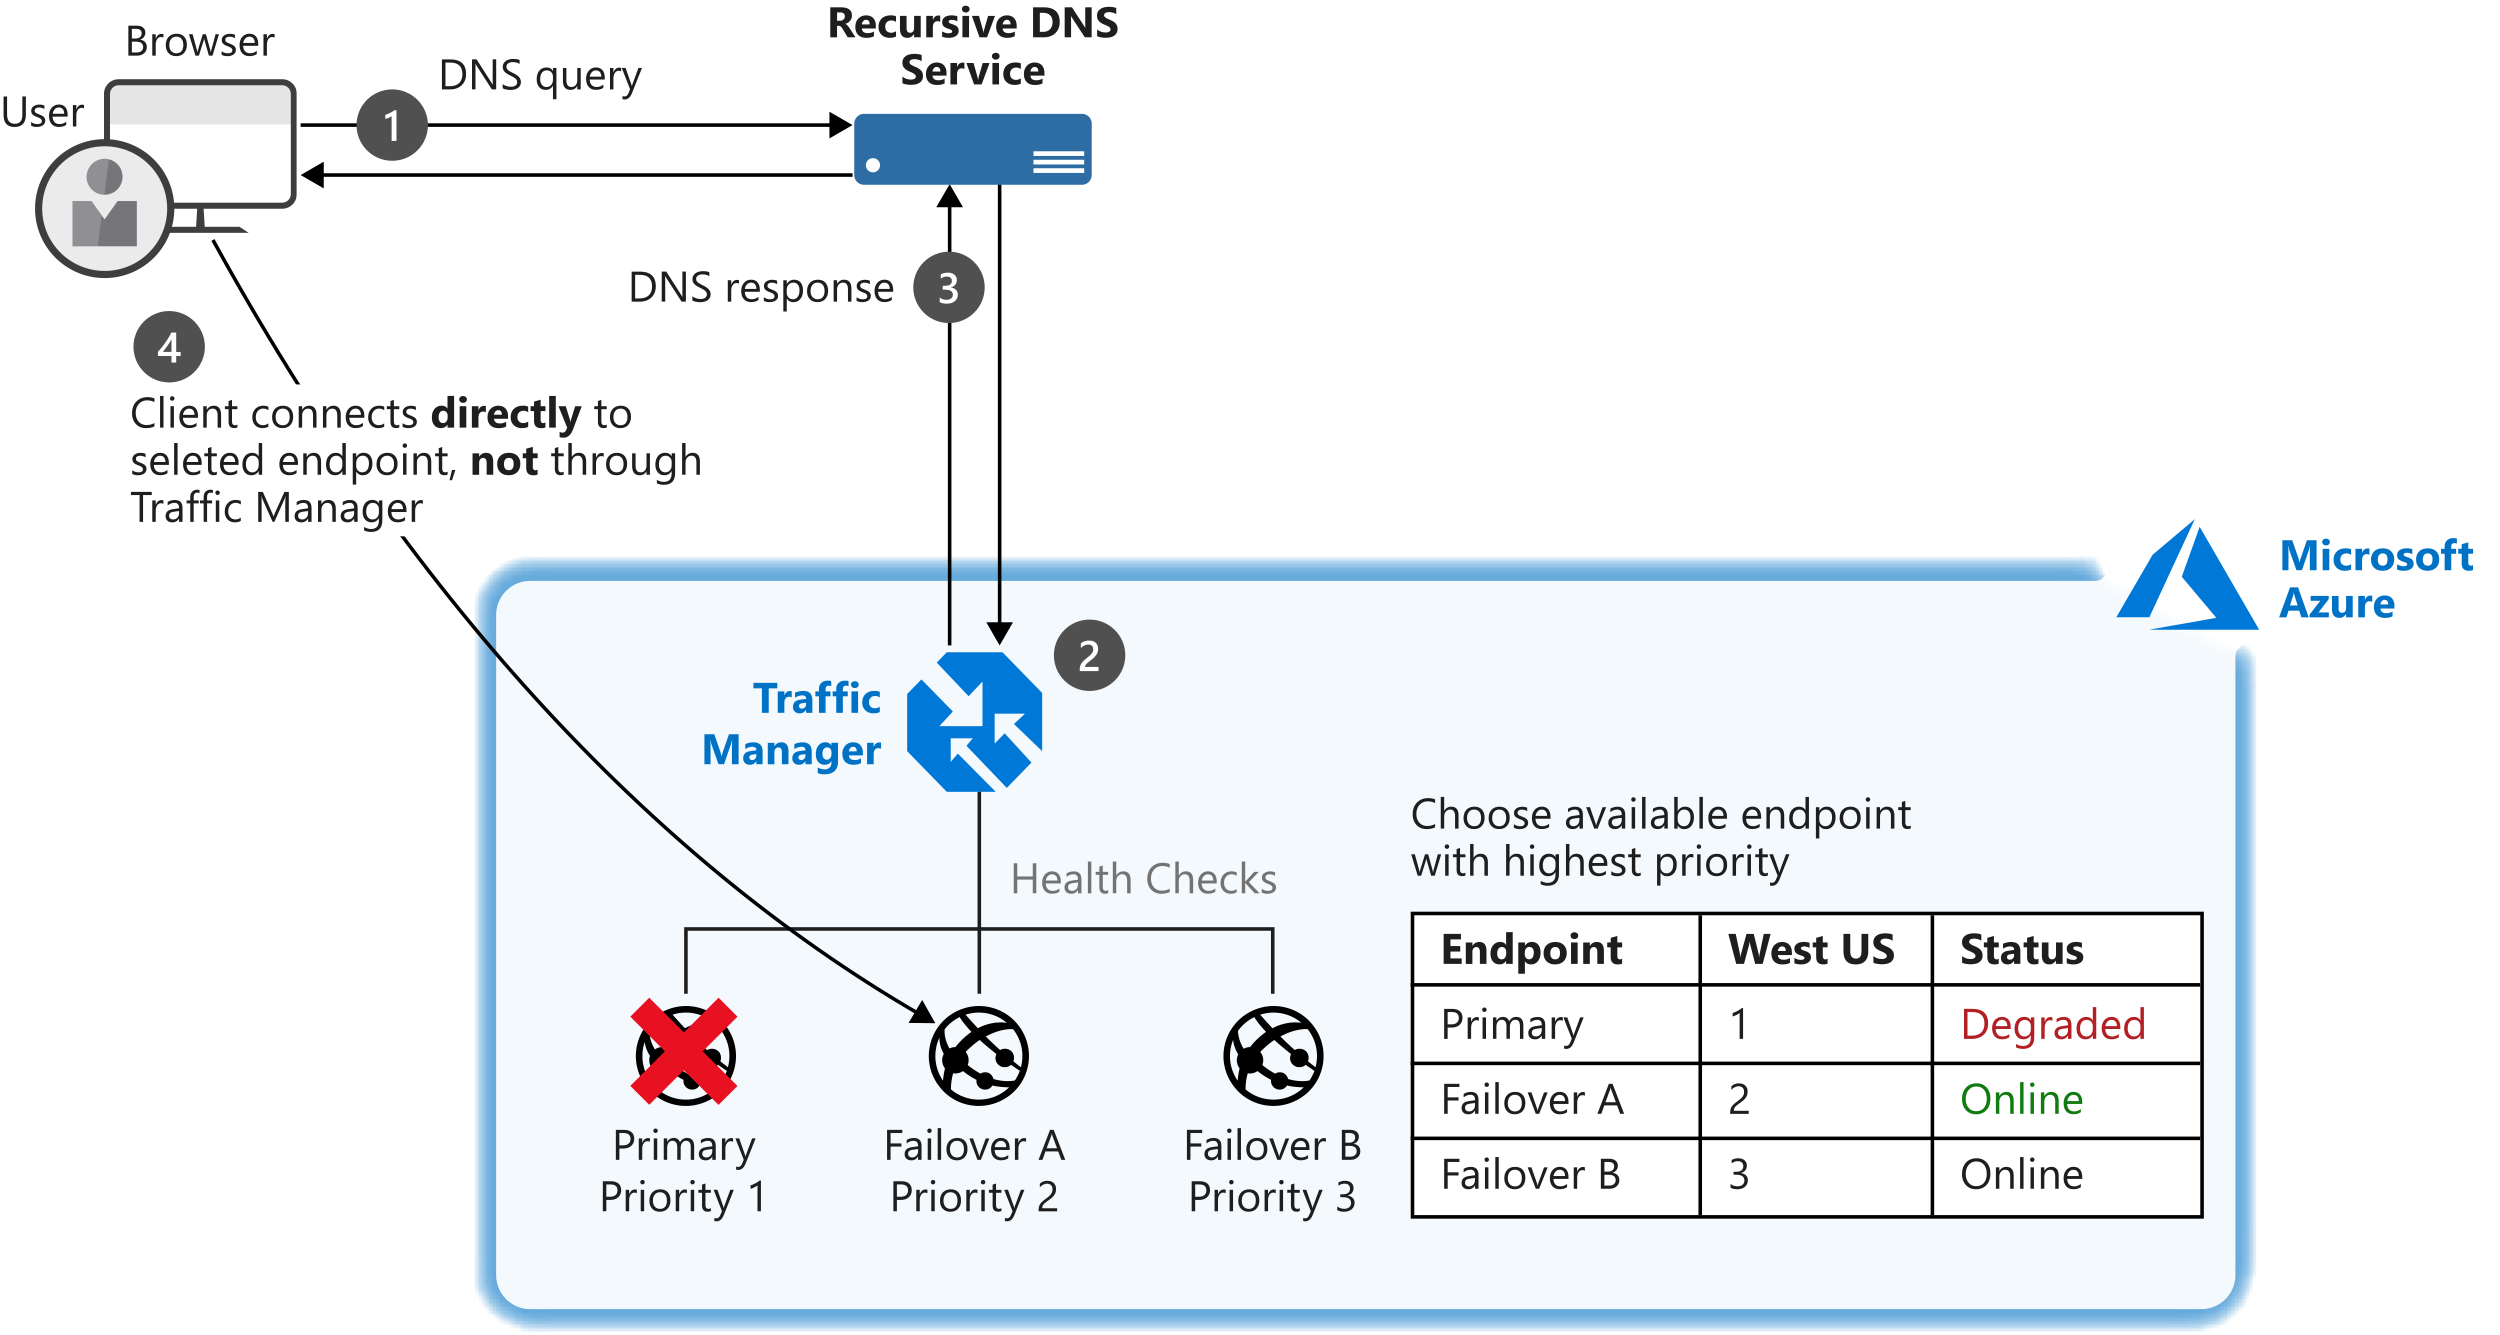 Browser
User
1
DNS query
Recursive DNS
Service
DNS response
3
4
Client connects directly to
selected endpoint, not through
Traffic Manager
Microsoft
Azure
2
Traffic
Manager
Health Checks
Choose available endpoint
with highest priority
Endpoint West US Status
Primary 1 Degraded
Failover A 2 Online
Failover B 3 Online
Primary
Priority 1
Failover A
Priority 2
Failover B
Priority 3